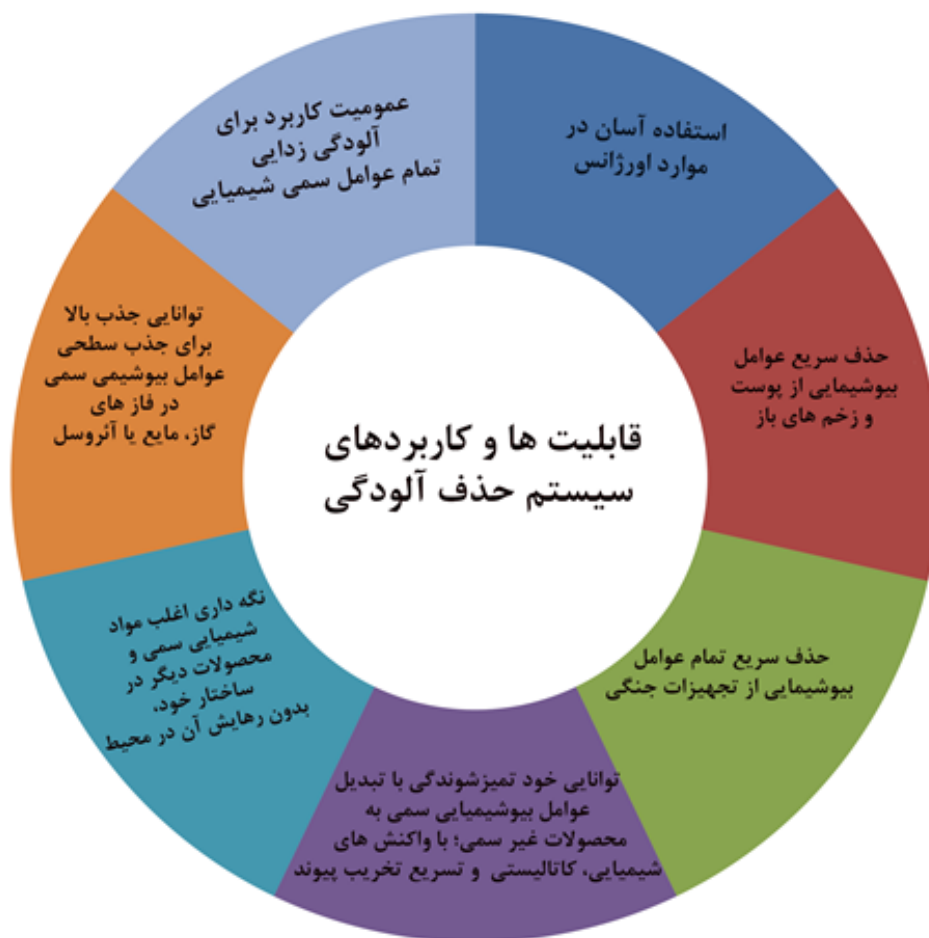 قابلیت ها و کاربردهای
سیستم حذف آلودگی
استفاده آسان در
موارد اورژانس
حذف سریع عوامل
بیوشیمایی از پوست
و زخم های باز
حذف سریع تمام عوامل
بیوشیمایی از تجهیزات جنگی
توانایی خود تمیزشوندگی با تبدیل
عوامل بیوشیمیایی سمی به
محصولات غیر سمی؛ با واکنش های
شیمیایی، کاتالیستی و تسریع تخریب پیوند
نگه داری اغلب مواد
شیمیایی سمی و
محصولات دیگر در
ساختار خود،
بدون رهایش آن در محیط
توانایی جذب بالا
برای جذب سطحی
عوامل بیوشیمی سمی
در فاز های
گاز، مایع یا آئروسل
عمومیت کاربرد برای
آلودگی زدایی
تمام عوامل سمی شیمیایی